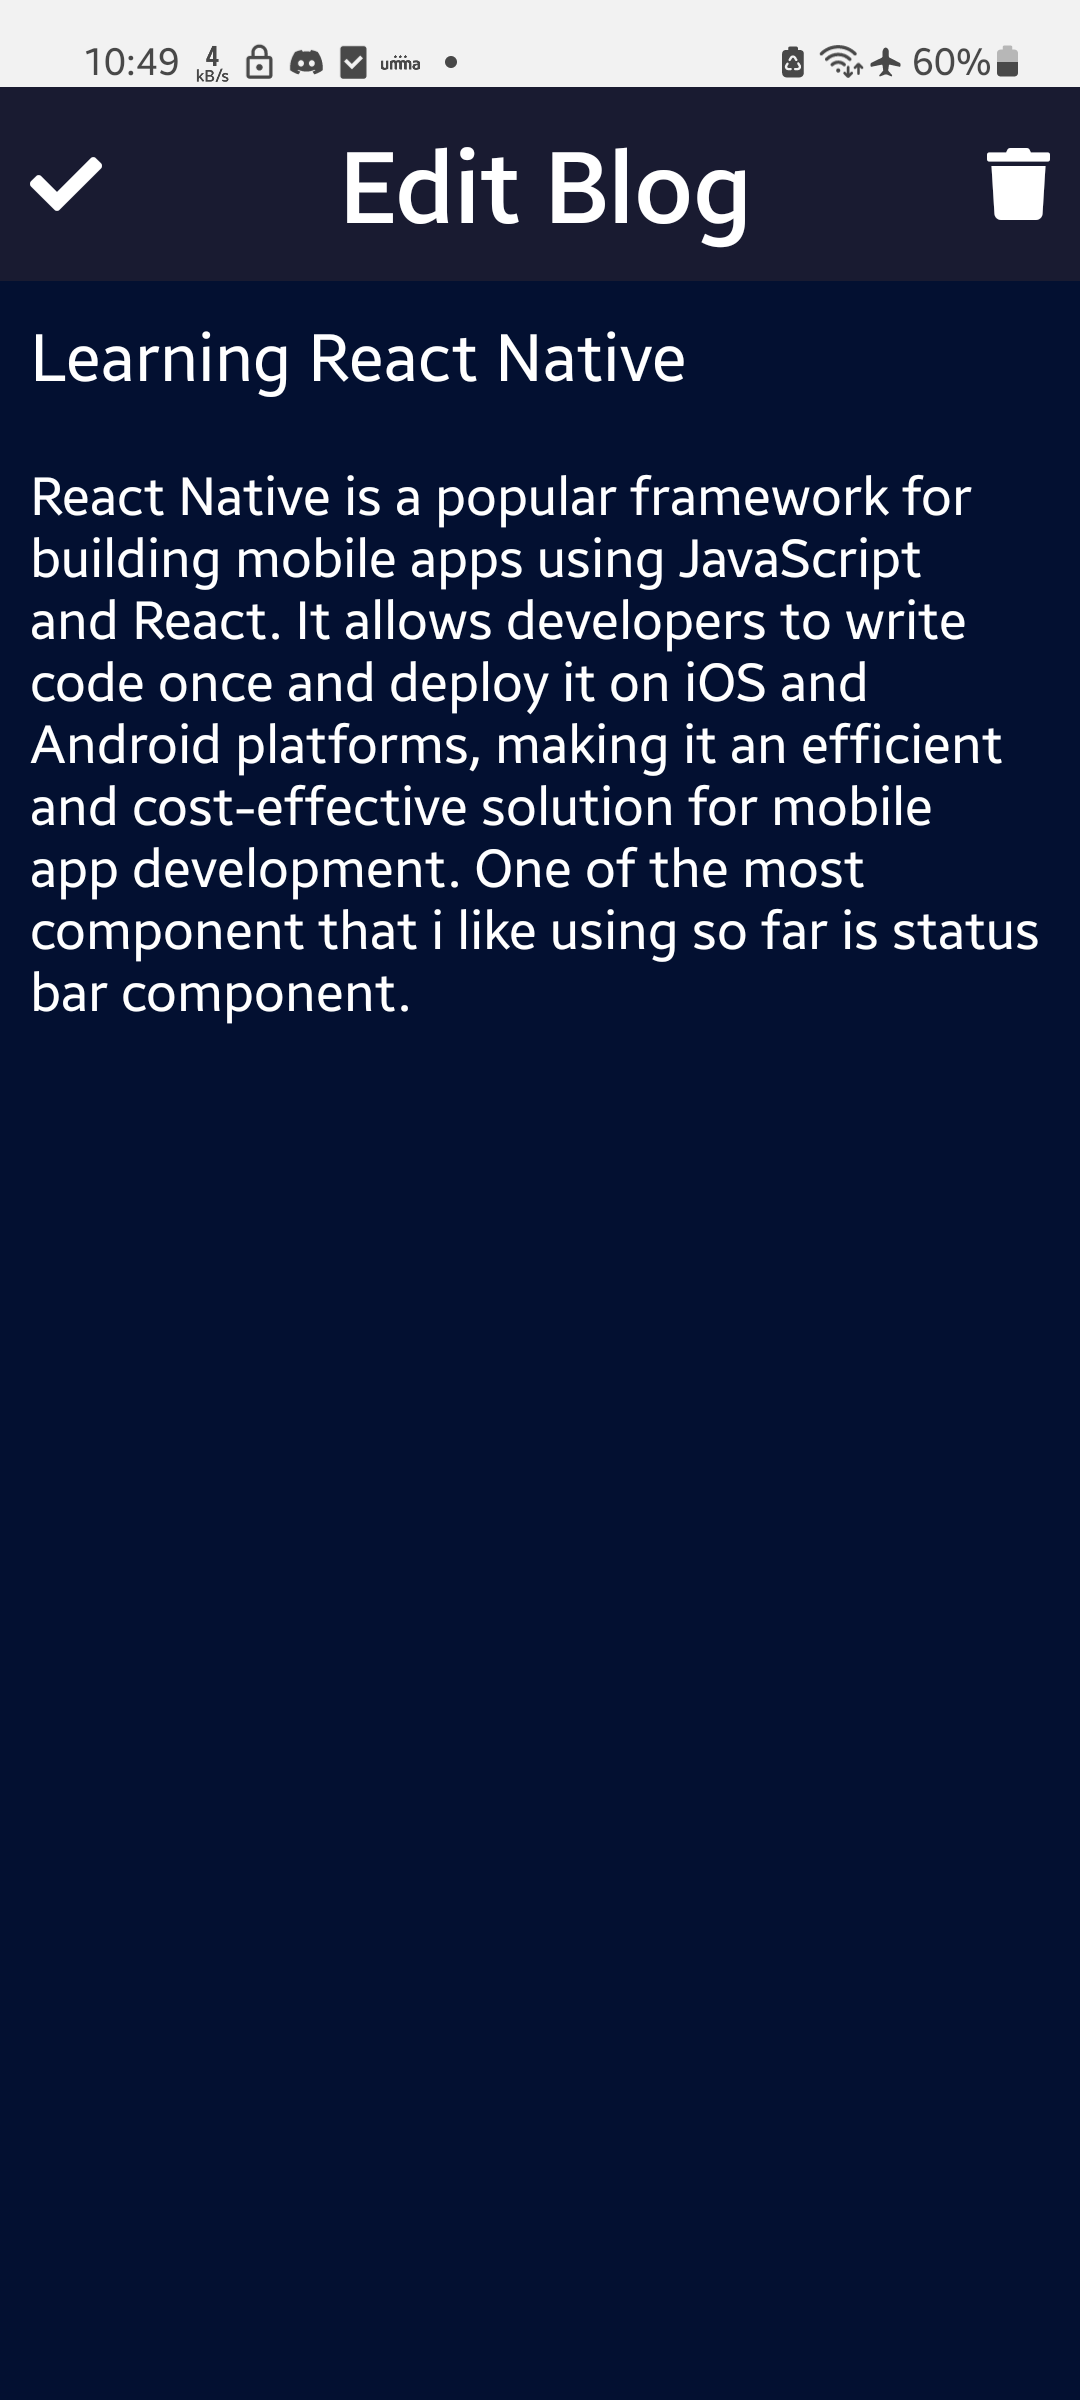 10:49 4 kB/s umma 60%
Edit Blog
Learning React Native
React Native is a popular framework for
building mobile apps using JavaScript
and React. It allows developers to write
code once and deploy it on iOS and
Android platforms, making it an efficient
and cost-effective solution for mobile
app development. One of the most
component that i like using so far is status
bar component.